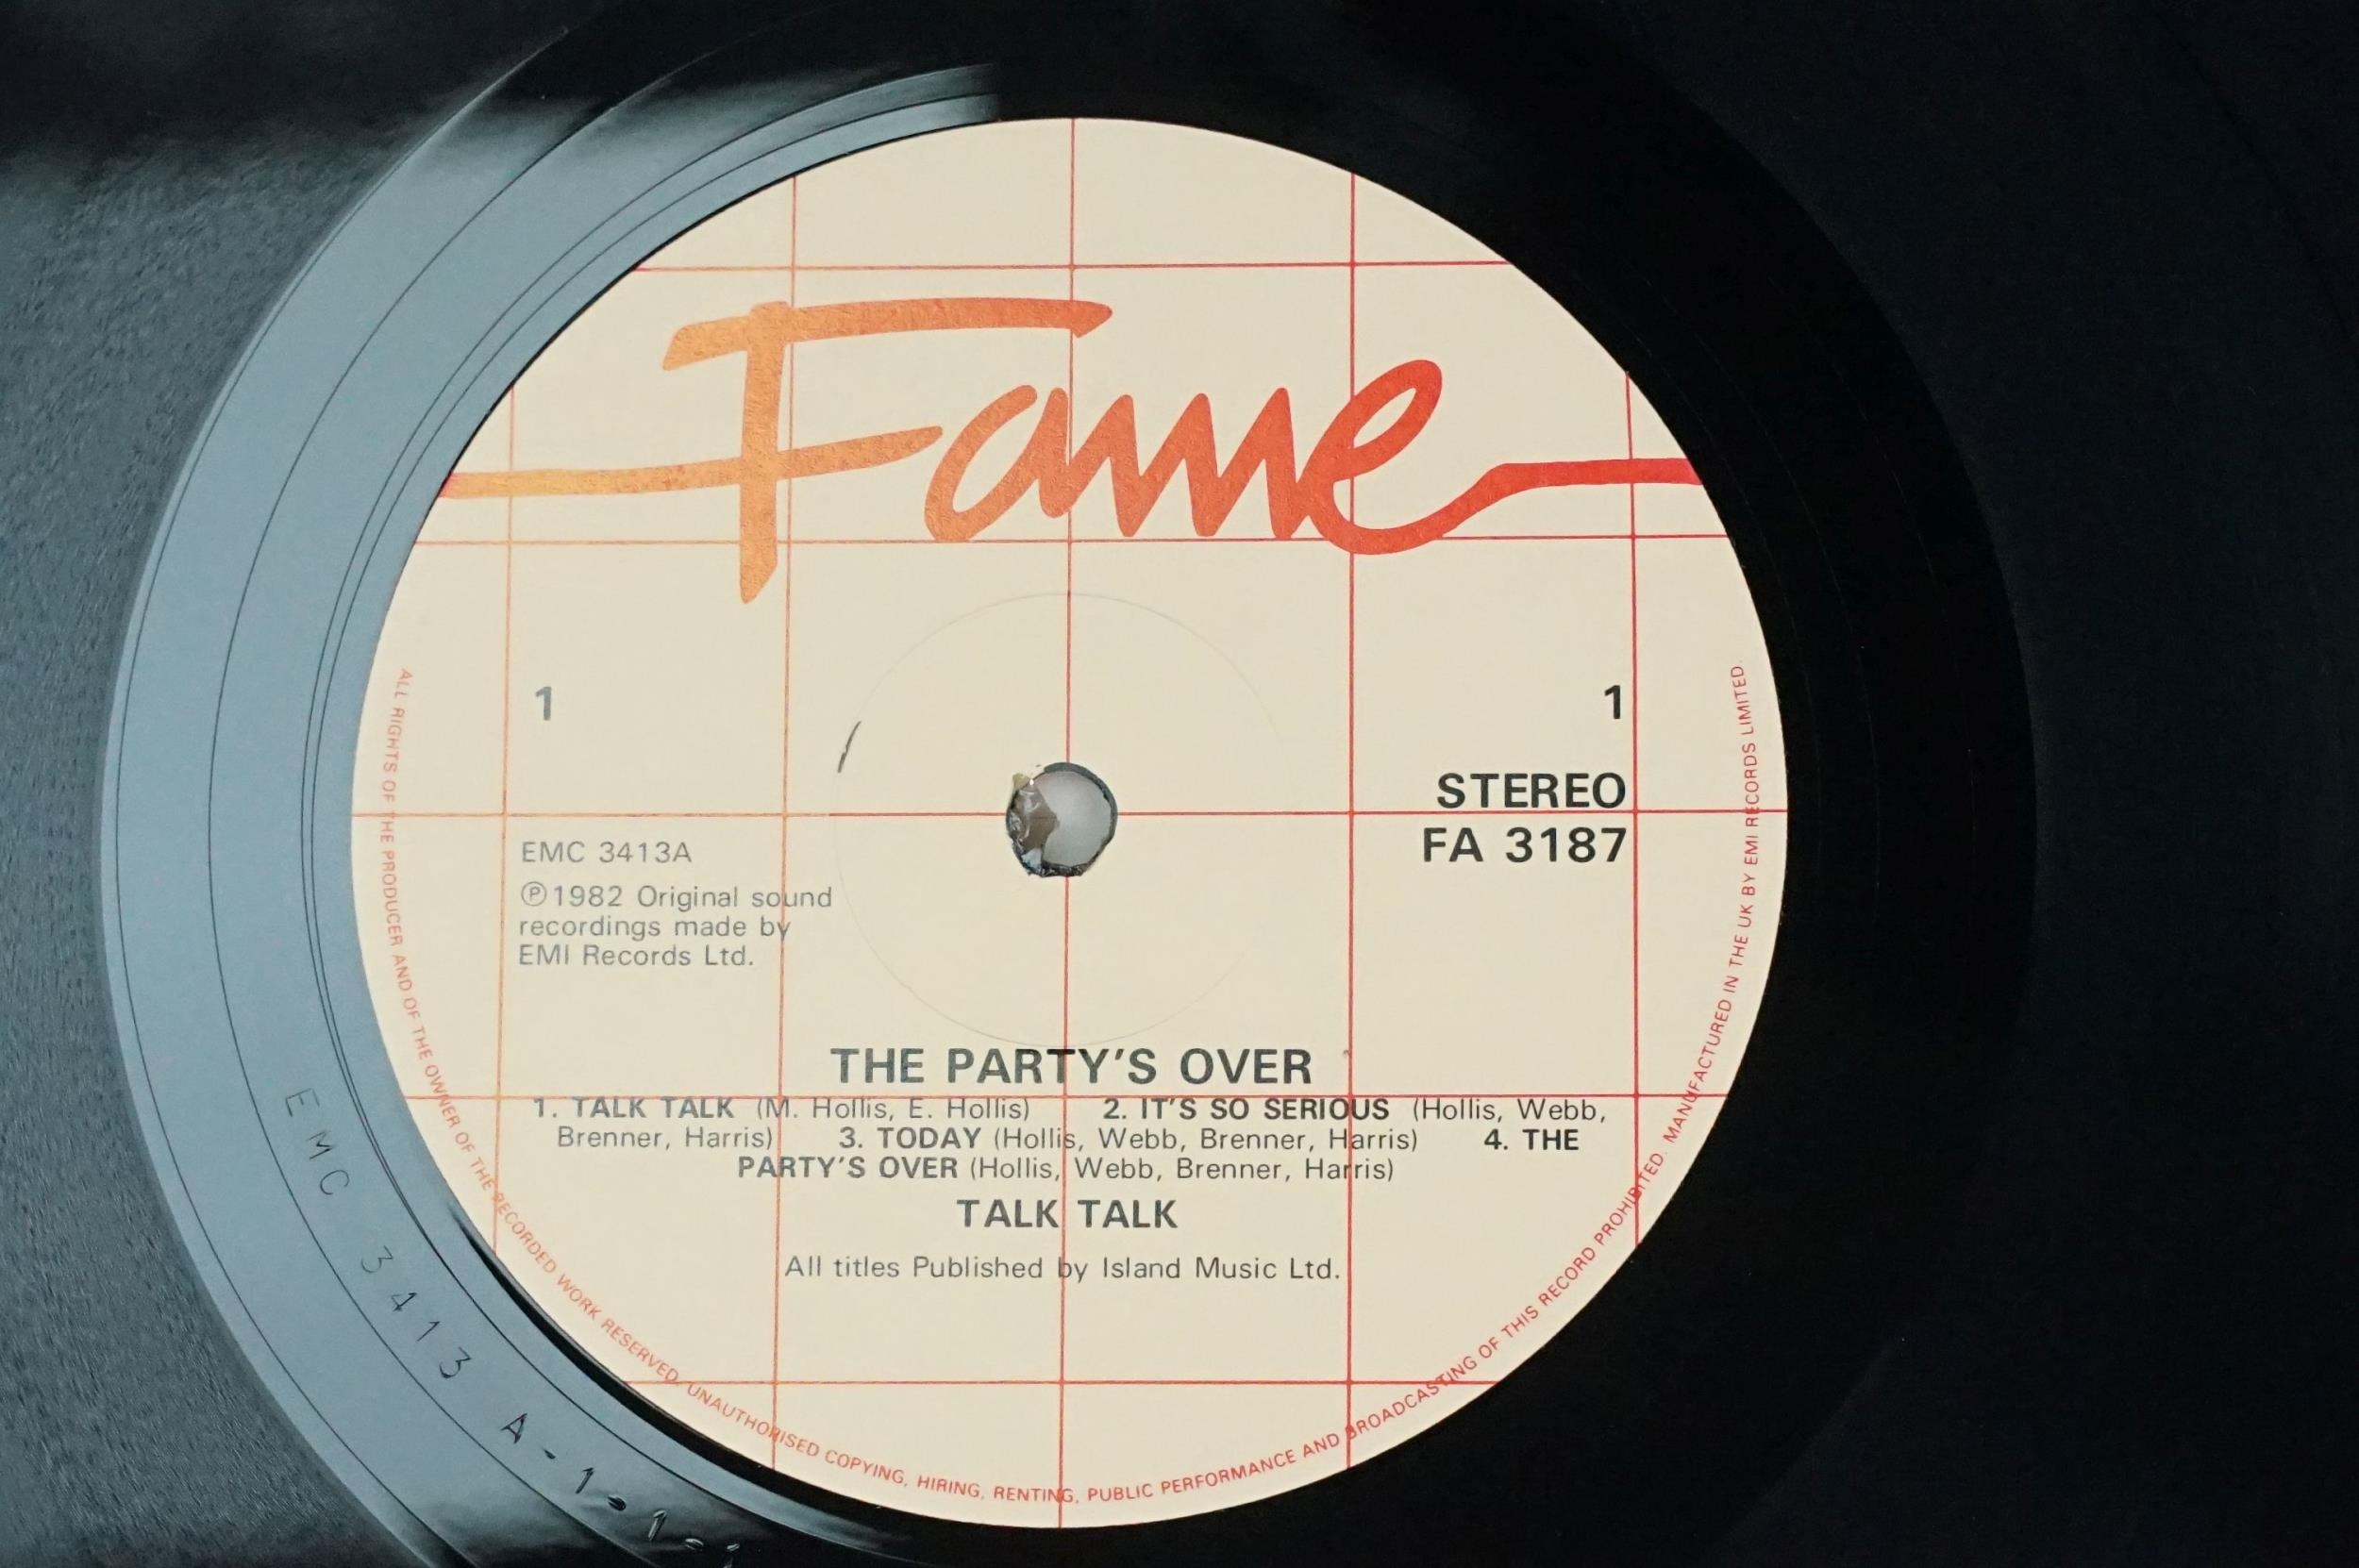 Fame
1
1
STEREO
FA 3187
EMC 3413A
℗1982 Original sound
recordings made by
EMI Records Ltd.
THE PARTY'S OVER
1. TALK TALK (M. Hollis, E. Hollis) 2. IT'S SO SERIOUS (Hollis, Webb,
Brenner, Harris) 3. TODAY (Hollis, Webb, Brenner, Harris) 4. THE
PARTY'S OVER (Hollis, Webb, Brenner, Harris)
TALK TALK
All titles Published by Island Music Ltd.
ALL RIGHTS OF THE PRODUCER AND OF THE OWNER OF THE RECORDED WORK RESERVED. UNAUTHORISED COPYING, HIRING, RENTING, PUBLIC PERFORMANCE AND BROADCASTING OF THIS RECORD PROHIBITED. MANUFACTURED IN THE UK BY EMI RECORDS LIMITED.
EMC 3413 A-1-1-